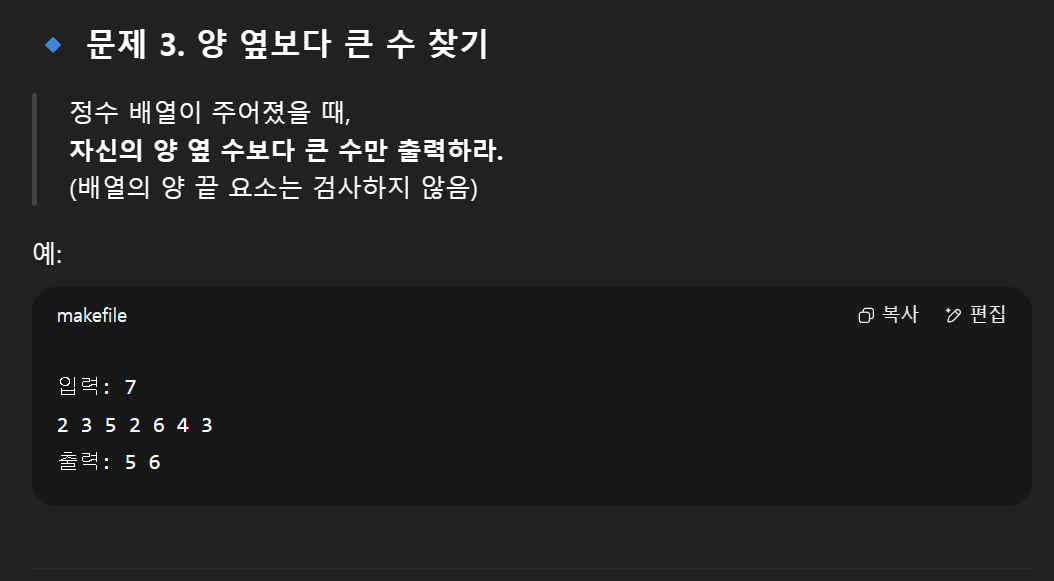 문제 3. 양 옆보다 큰 수 찾기
정수 배열이 주어졌을 때,
자신의 양 옆 수보다 큰 수만 출력하라.
(배열의 양 끝 요소는 검사하지 않음)
예:
makefile 복사 편집
입력: 7
2 3 5 2 6 4 3
출력: 5 6